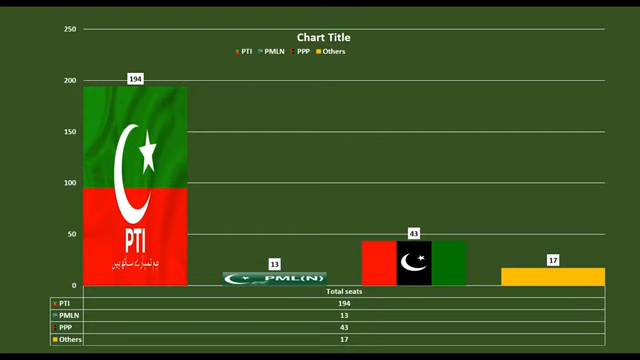 Chart Title
PTI PMLN PPP Others
250
200
150
100
50
0
194
PTI
13
PML(N)
43
17
Total seats
PTI 194
PMLN 13
PPP 43
Others 17